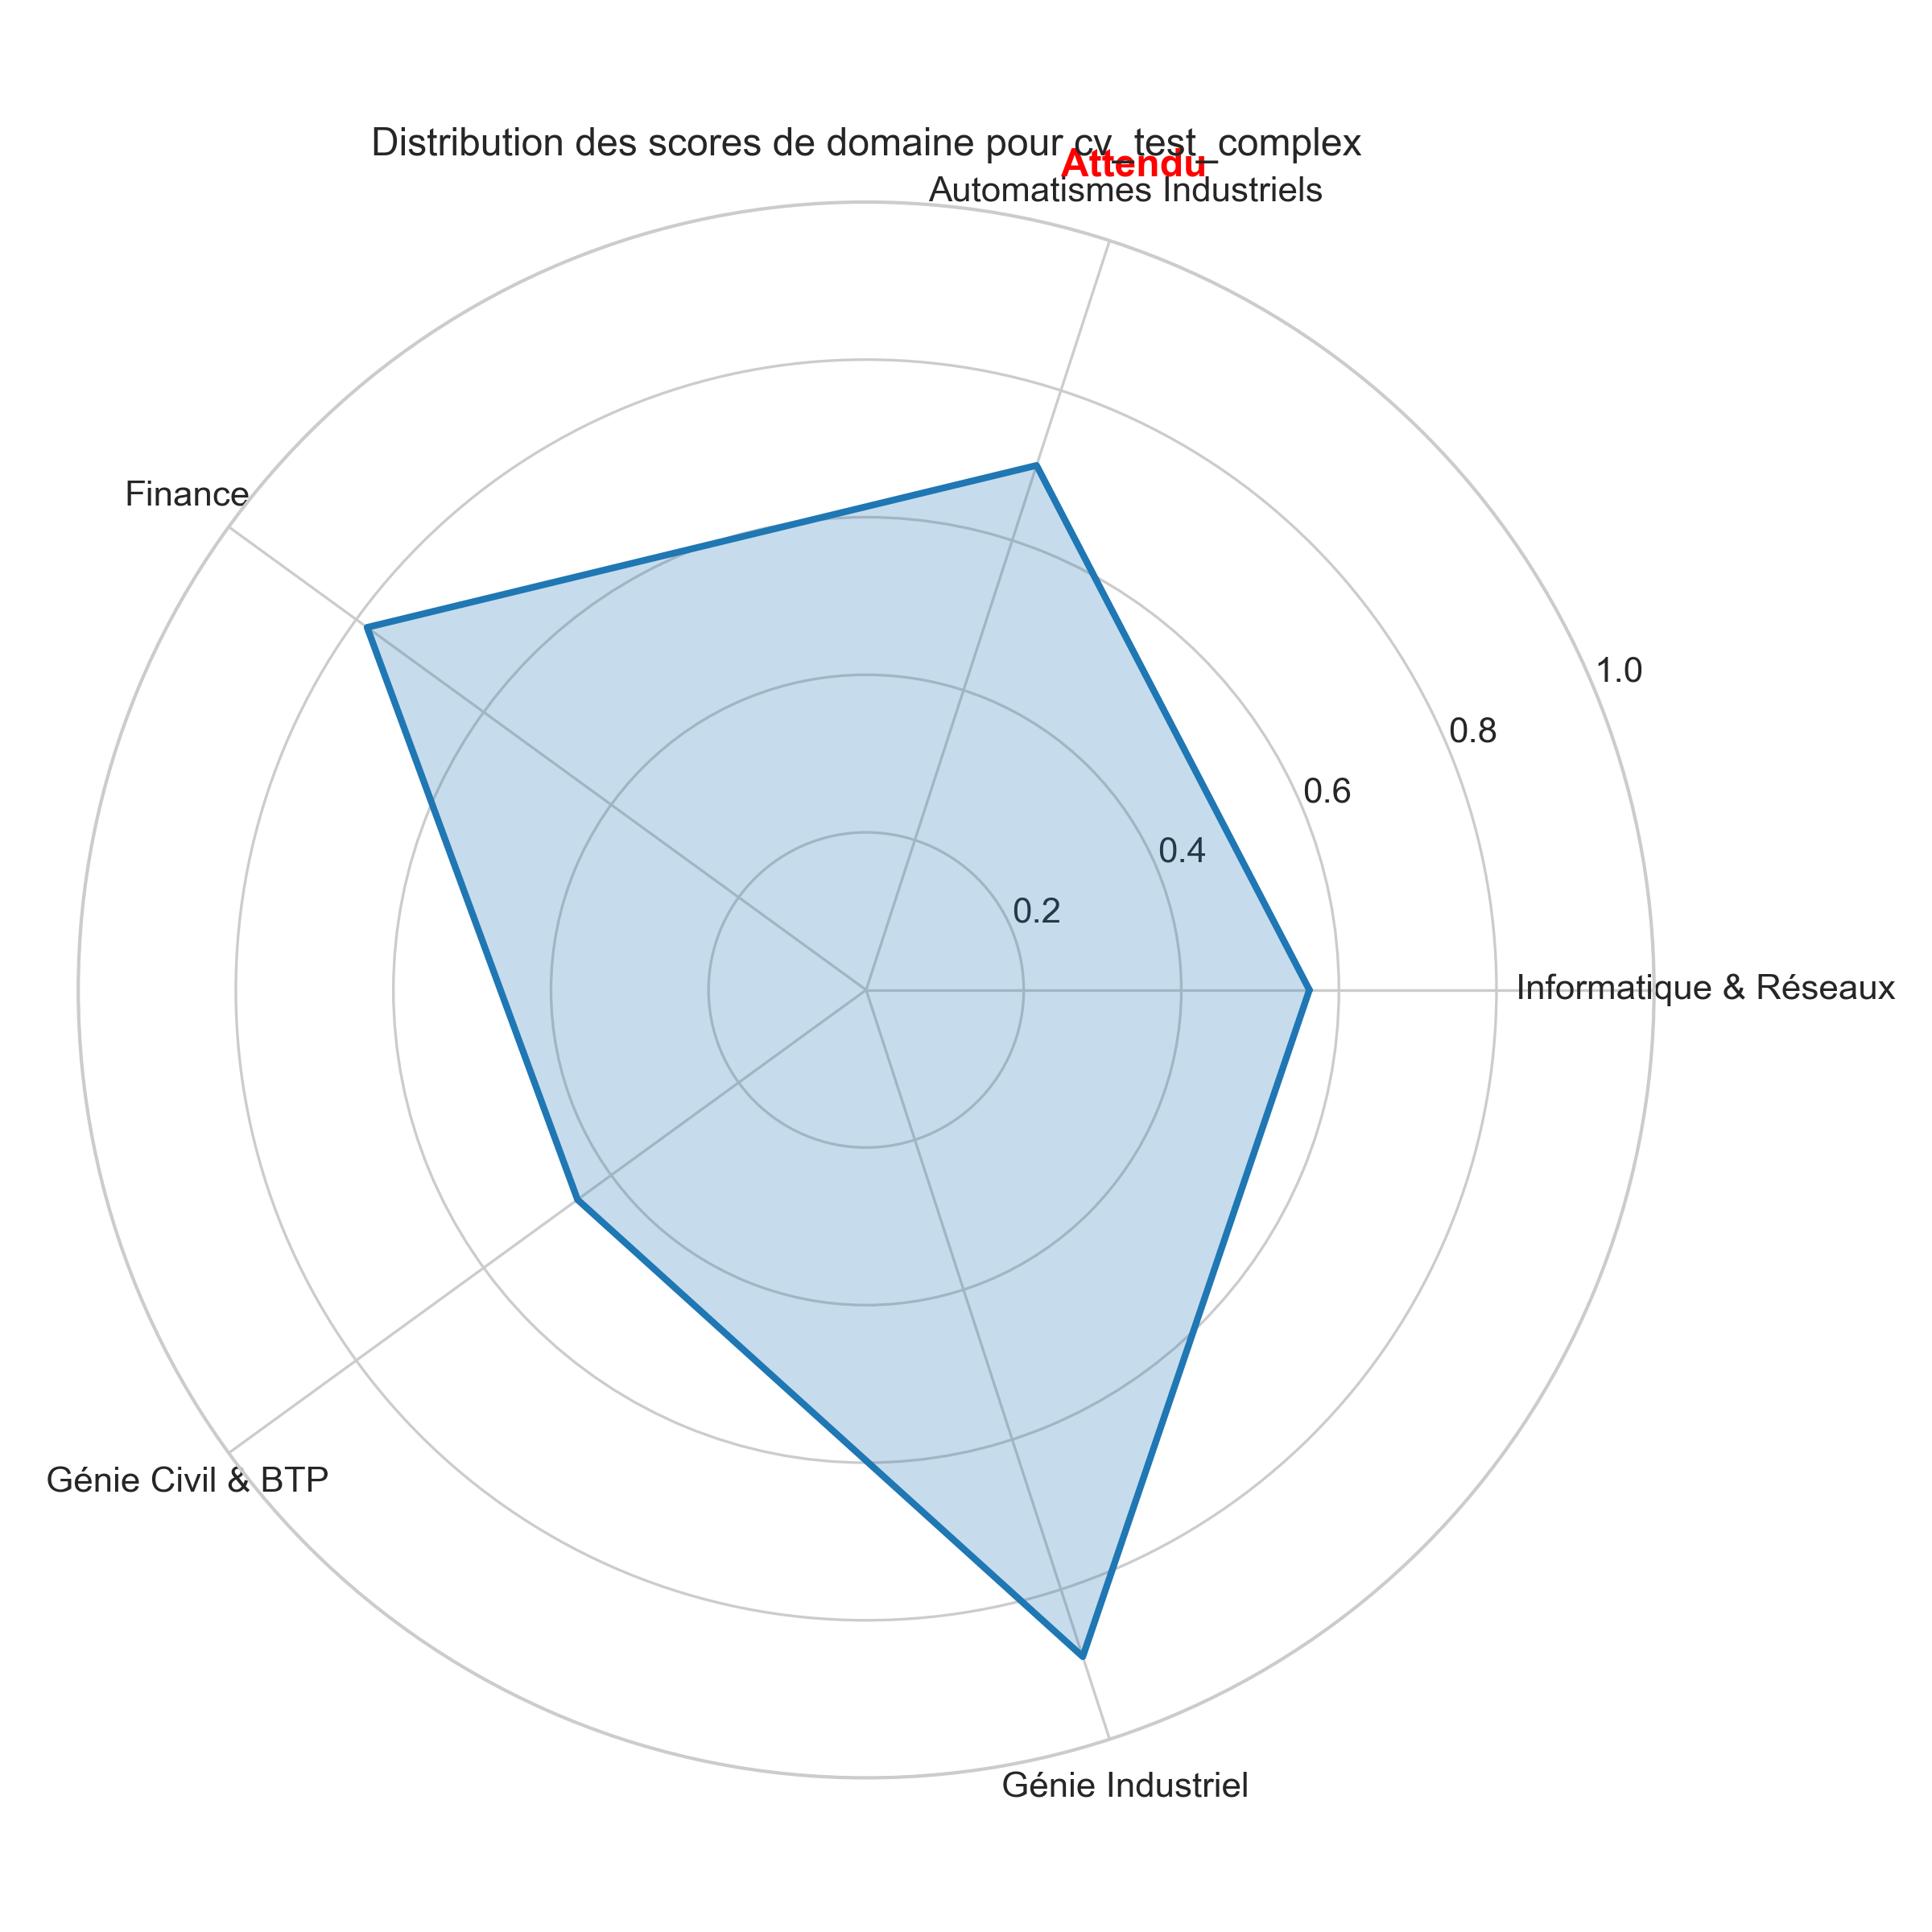 Distribution des scores de domaine pour cv_test_complex
Attendu
Automatismes Industriels
Finance
1.0
0.8
0.6
0.4
0.2
Informatique & Réseaux
Génie Civil & BTP
Génie Industriel